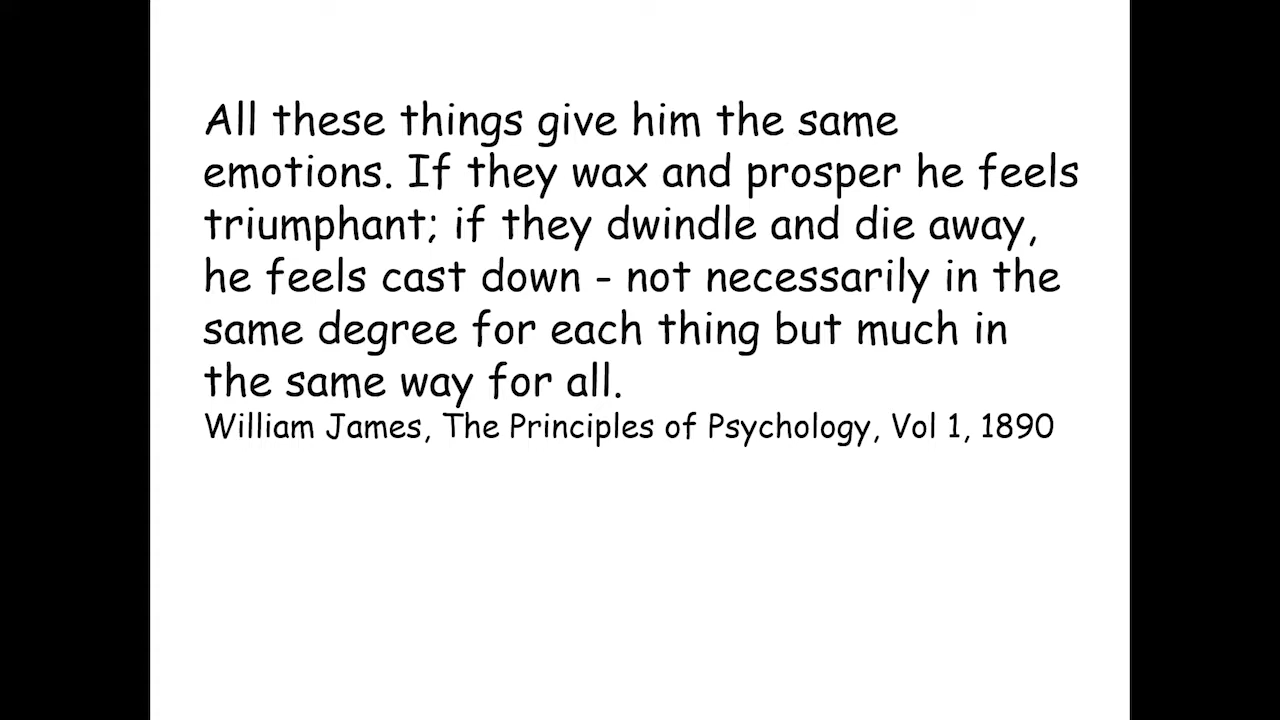 All these things give him the same
emotions. If they wax and prosper he feels
triumphant; if they dwindle and die away,
he feels cast down - not necessarily in the
same degree for each thing but much in
the same way for all.
William James, The Principles of Psychology, Vol 1, 1890